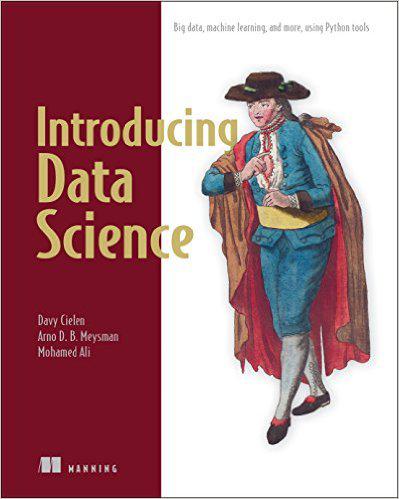 Big data, machine learning, and more, using Python tools
Introducing
Data
Science
Davy Cielen
Arno D. B. Meysman
Mohamed Ali
MANNING